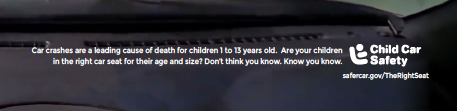 Car crashes are a leading cause of death for children 1 to 13 years old. Are your children
in the right car seat for their age and size? Don't think you know. Know you know.
Child Car
Safety
safercar.gov/TheRightSeat